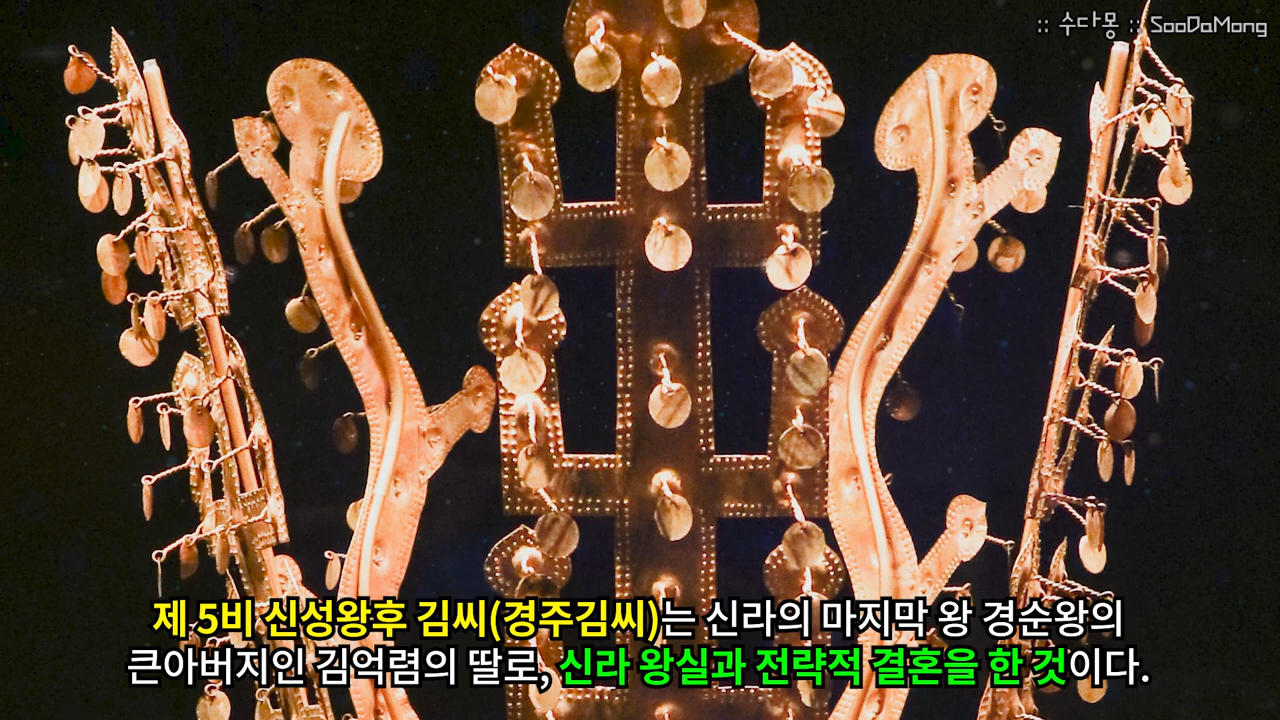 :: 수다몽 :: SooDaMong
제 5비 신성왕후 김씨(경주김씨)는 신라의 마지막 왕 경순왕의
큰아버지인 김억렴의 딸로, 신라 왕실과 전략적 결혼을 한 것이다.